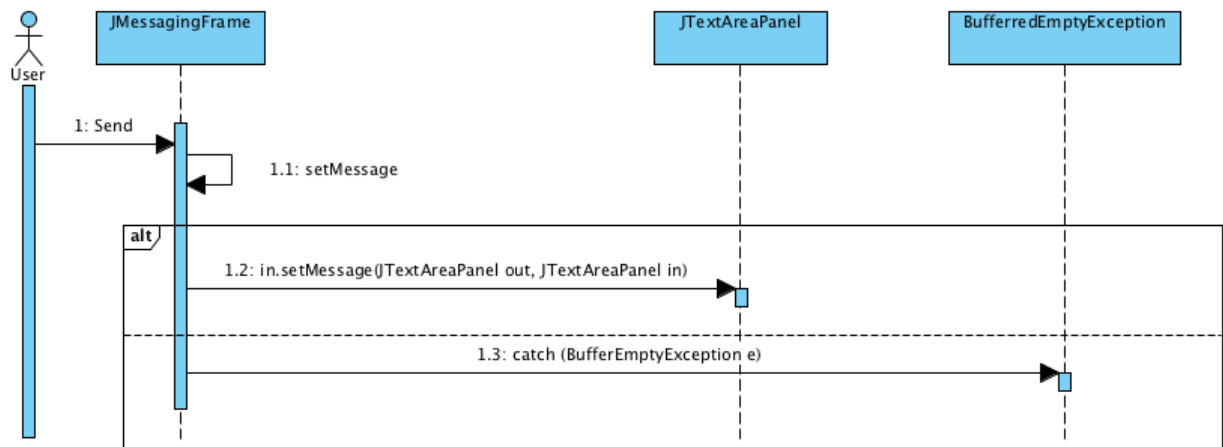 JMessagingFrame
JTextAreaPanel
BufferredEmptyException
User
1: Send
1.1: setMessage
alt
1.2: in.setMessage(JTextAreaPanel out, JTextAreaPanel in)
1.3: catch (BufferEmptyException e)